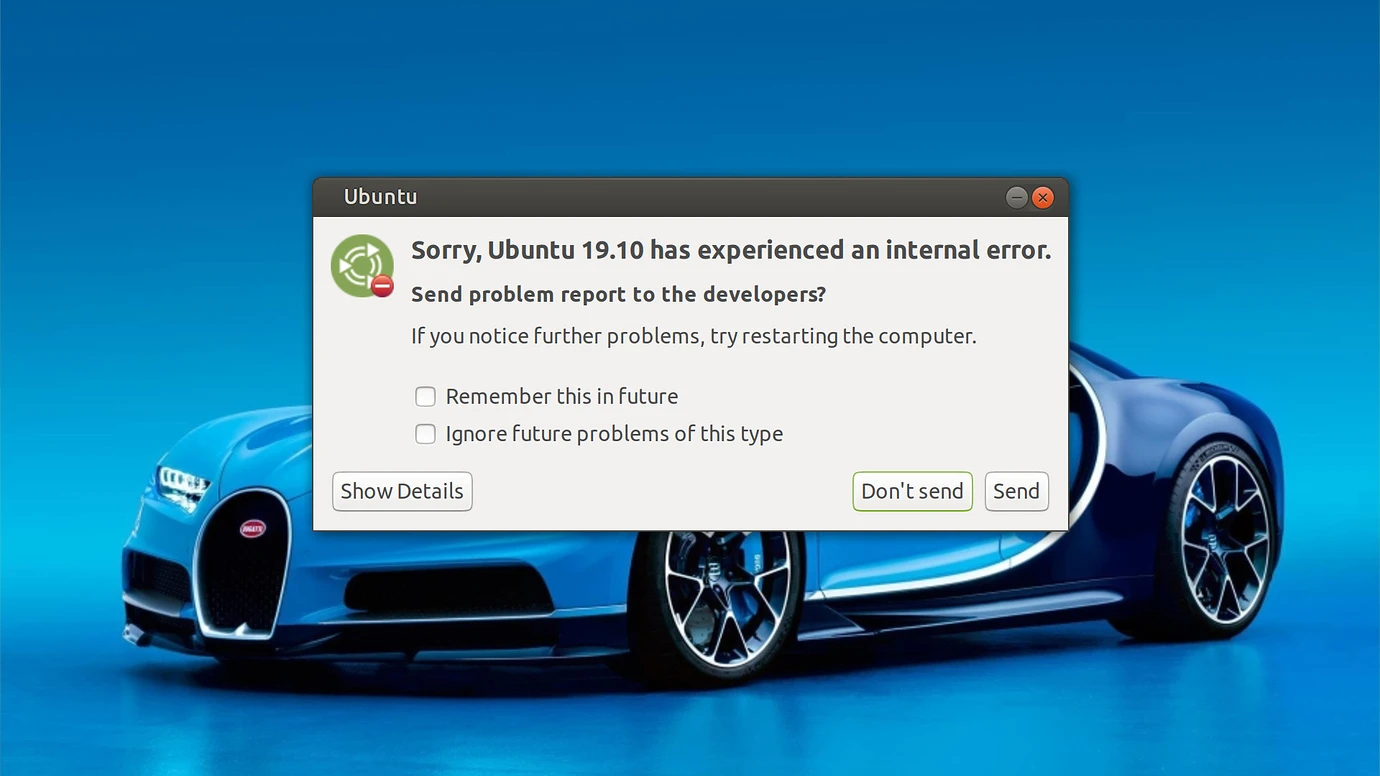 Ubuntu
Sorry, Ubuntu 19.10 has experienced an internal error.
Send problem report to the developers?
If you notice further problems, try restarting the computer.
Remember this in future
Ignore future problems of this type
Show Details
Don't send
Send
BUGATTI